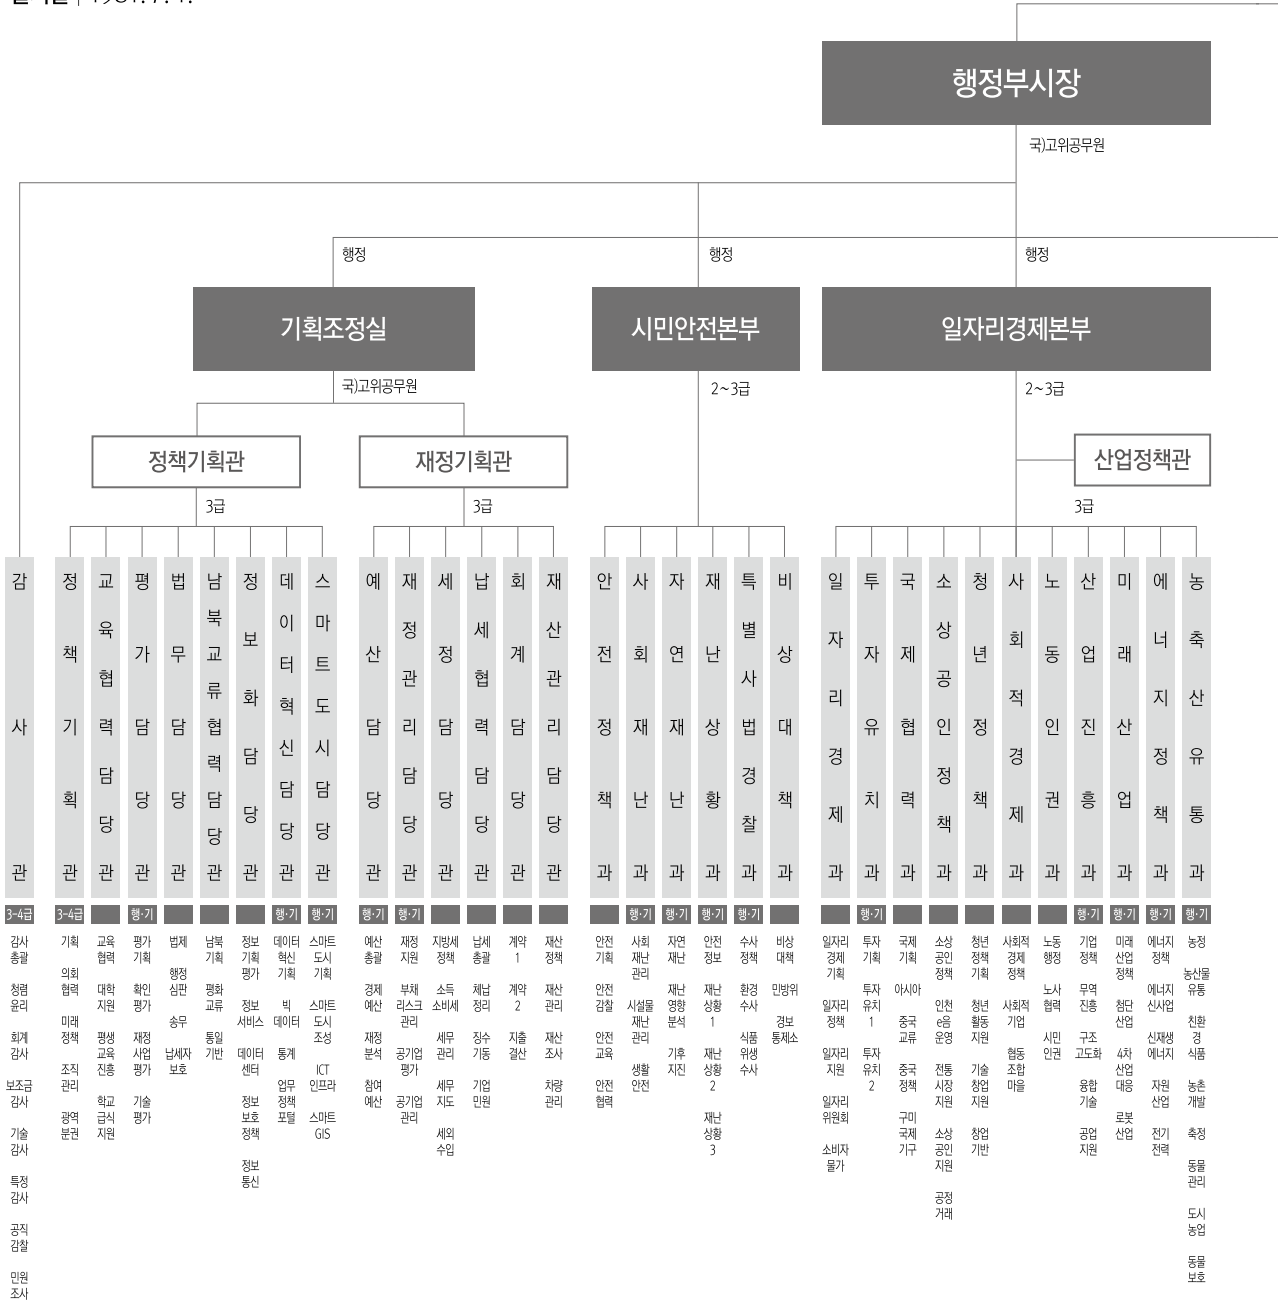 행정부시장
국)고위공무원
행정
행정
행정
기획조정실
시민안전본부
일자리경제본부
국)고위공무원
2~3급
2~3급
정책기획관
재정기획관
산업정책관
3급
3급
3급
감사관
정책기획관
교육협력담당관
평가담당관
법무담당관
남북교류협력담당관
정보화담당관
데이터혁신담당관
스마트도시담당관
예산담당관
재정관리담당관
세정담당관
납세협력담당관
회계담당관
재산관리담당관
안전정책과
사회재난과
자연재난과
재난상황과
특별사법경찰과
비상대책과
일자리경제과
투자유치과
국제협력과
소상공인정책과
청년정책과
사회적경제과
노동인권과
산업진흥과
미래산업과
에너지정책과
농축산유통과
3-4급
3-4급
행·기
행·기
행·기
행·기
행·기
행·기
행·기
행·기
행·기
행·기
행·기
행·기
행·기
행·기
감사
총괄
청렴
윤리
회계
감사
보조금
감사
기술
감사
특정
감사
공직
감찰
민원
조사
기획
의회
협력
미래
정책
조직
관리
광역
분권
교육
협력
대학
지원
평생
교육
진흥
학교
급식
지원
평가
기획
확인
평가
재정
사업
평가
기술
평가
법제
행정
심판
송무
납세자
보호
남북
기획
평화
교류
통일
기반
정보
기획
평가
정보
서비스
데이터
센터
정보
보호
정책
정보
통신
데이터
혁신
기획
빅
데이터
통계
업무
정책
포털
스마트
도시
기획
스마트
도시
조성
ICT
인프라
스마트
GIS
예산
총괄
경제
예산
재정
분석
참여
예산
재정
지원
부채
리스크
관리
공기업
평가
공기업
관리
지방세
정책
소득
소비세
세무
관리
세무
지도
세외
수입
납세
총괄
체납
정리
징수
기동
기업
민원
계약
1
계약
2
지출
결산
재산
정책
재산
관리
재산
조사
차량
관리
안전
기획
안전
감찰
안전
교육
안전
협력
사회
재난
관리
시설물
재난
관리
생활
안전
자연
재난
재난
영향
분석
기후
지진
안전
정보
재난
상황
1
재난
상황
2
재난
상황
3
수사
정책
환경
수사
식품
위생
수사
비상
대책
민방위
경보
통제소
일자리
경제
기획
일자리
정책
일자리
지원
일자리
위원회
소비자
물가
투자
기획
투자
유치
1
투자
유치
2
국제
기획
아시아
중국
교류
중국
정책
구미
국제
기구
소상
공인
정책
인천
e음
운영
전통
시장
지원
소상
공인
지원
공정
거래
청년
정책
기획
청년
활동
지원
기술
창업
지원
창업
기반
사회적
경제
정책
사회적
기업
협동
조합
마을
노동
행정
노사
협력
시민
인권
기업
정책
무역
진흥
구조
고도화
융합
기술
공업
지원
미래
산업
정책
첨단
산업
4차
산업
대응
로봇
산업
에너지
정책
에너지
신사업
신재생
에너지
자원
산업
전기
전력
농정
농산물
유통
친환
경
식품
농촌
개발
축정
동물
관리
도시
농업
동물
보호